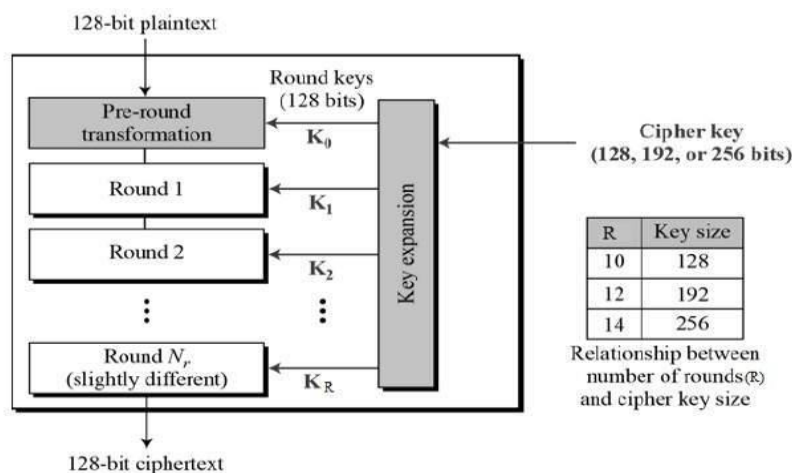 128-bit plaintext
Round keys
(128 bits)
Pre-round
transformation
K0
Cipher key
(128, 192, or 256 bits)
Round 1
K1
Round 2
K2
Key expansion
Round Nr
(slightly different)
KR
128-bit ciphertext
R Key size
10 128
12 192
14 256
Relationship between
number of rounds(R)
and cipher key size